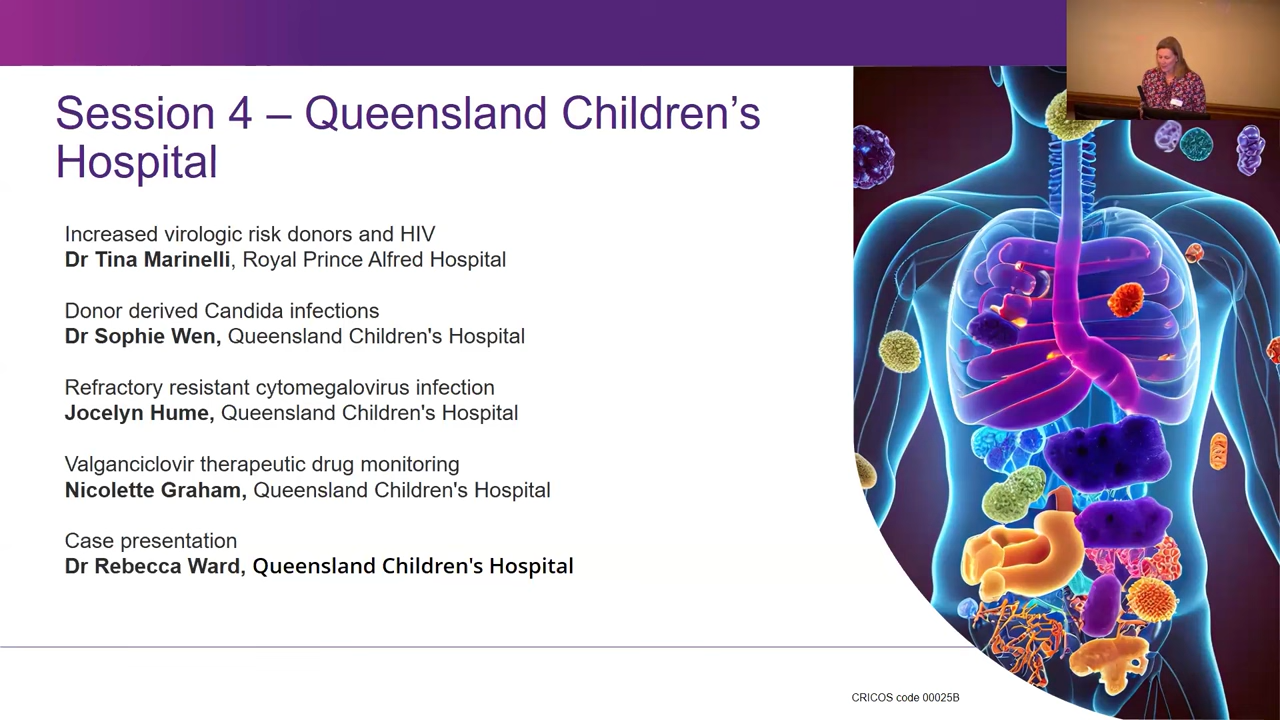 Session 4 – Queensland Children’s
Hospital
Increased virologic risk donors and HIV
Dr Tina Marinelli, Royal Prince Alfred Hospital
Donor derived Candida infections
Dr Sophie Wen, Queensland Children's Hospital
Refractory resistant cytomegalovirus infection
Jocelyn Hume, Queensland Children's Hospital
Valganciclovir therapeutic drug monitoring
Nicolette Graham, Queensland Children's Hospital
Case presentation
Dr Rebecca Ward, Queensland Children's Hospital
CRICOS code 00025B